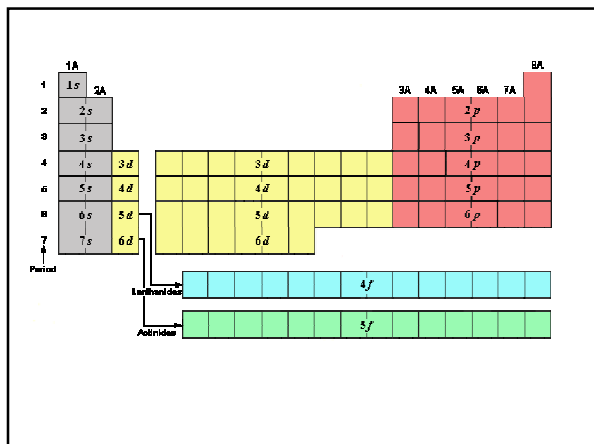 1A 8A
1 1s 2A 3A 4A 5A 6A 7A
2 2s 2p
3 3s 3p
4 4s 3d 3d 4p
5 5s 4d 4d 5p
6 6s 5d 5d 6p
7 7s 6d 6d
Period
Lanthanides 4f
Actinides 5f